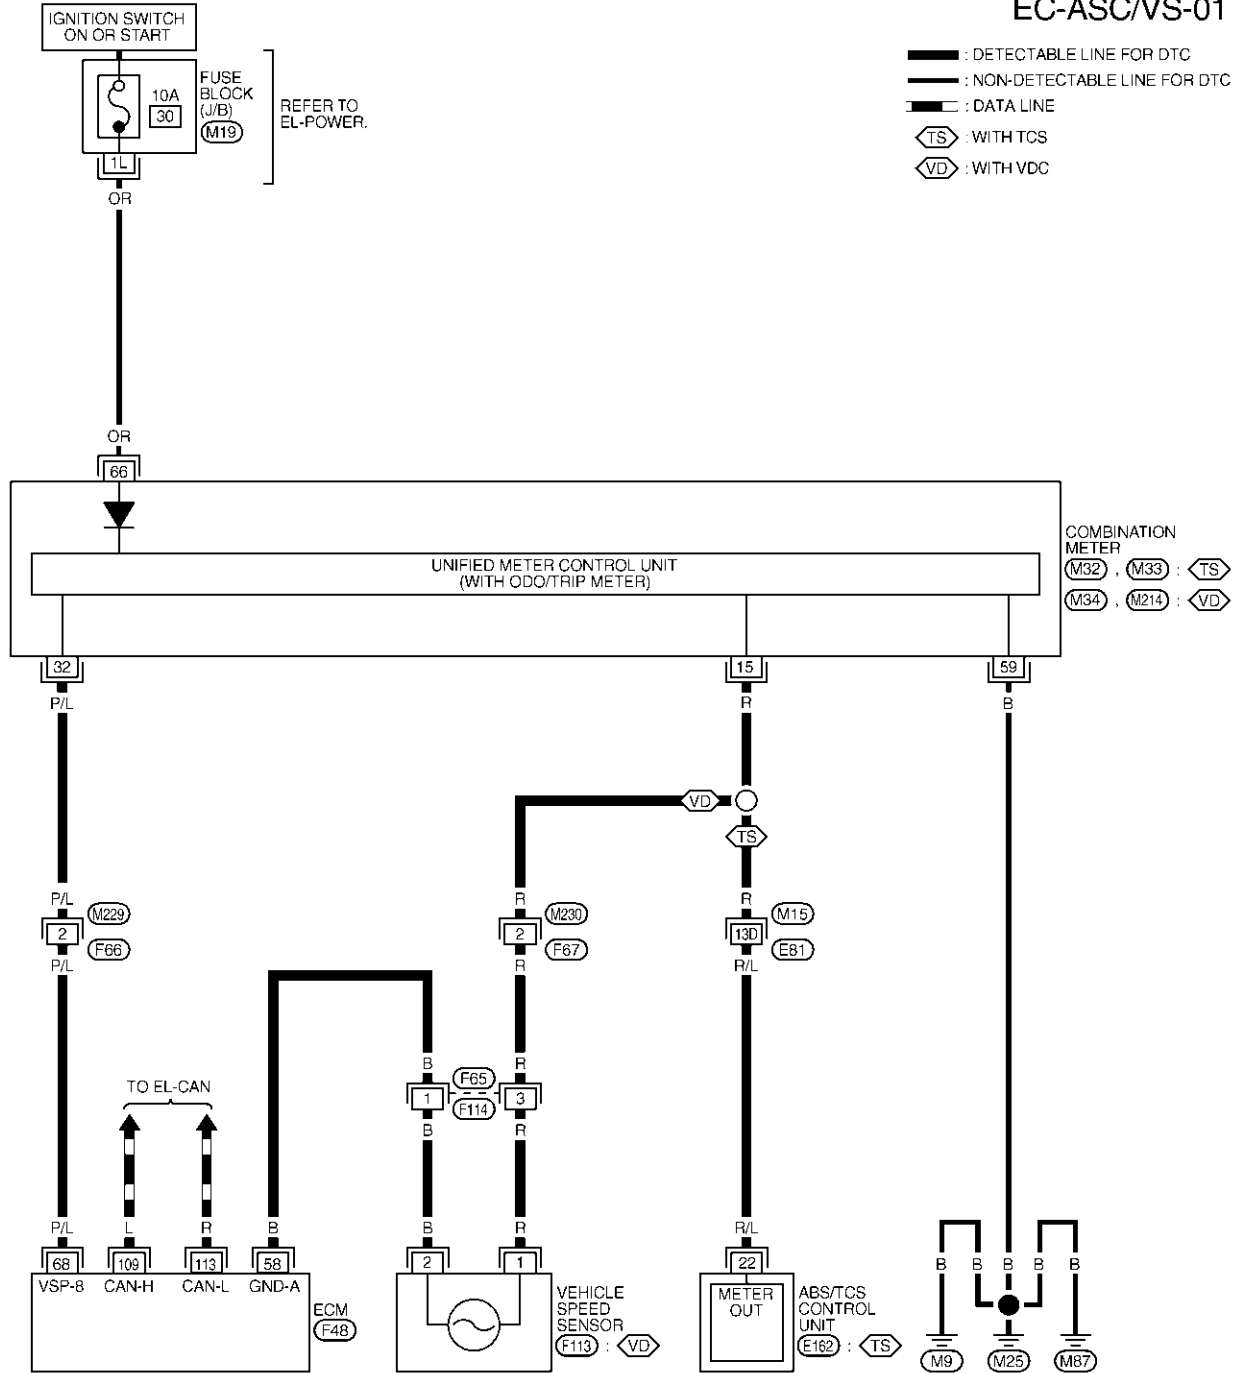 EC-ASC/VS-01
IGNITION SWITCH
ON OR START
FUSE
BLOCK
(J/B)
M19
10A
30
REFER TO
EL-POWER.
1L
OR
: DETECTABLE LINE FOR DTC
: NON-DETECTABLE LINE FOR DTC
: DATA LINE
TS : WITH TCS
VD : WITH VDC
OR
66
UNIFIED METER CONTROL UNIT
(WITH ODO/TRIP METER)
COMBINATION
METER
M32 , M33 : TS
M34 , M214 : VD
32 15 59
P/L R B
VD
TS
P/L R R
2 M229 F66
2 M230 F67
13D M15 E81
P/L R R/L
B R
1 F65 F114 3
B R
TO EL-CAN
P/L L R B B R R/L
68 109 113 58 2 1 22
VSP-8 CAN-H CAN-L GND-A
ECM
F48
VEHICLE
SPEED
SENSOR
F113 : VD
METER
OUT
ABS/TCS
CONTROL
UNIT
E162 : TS
B B B B B
M9 M25 M87